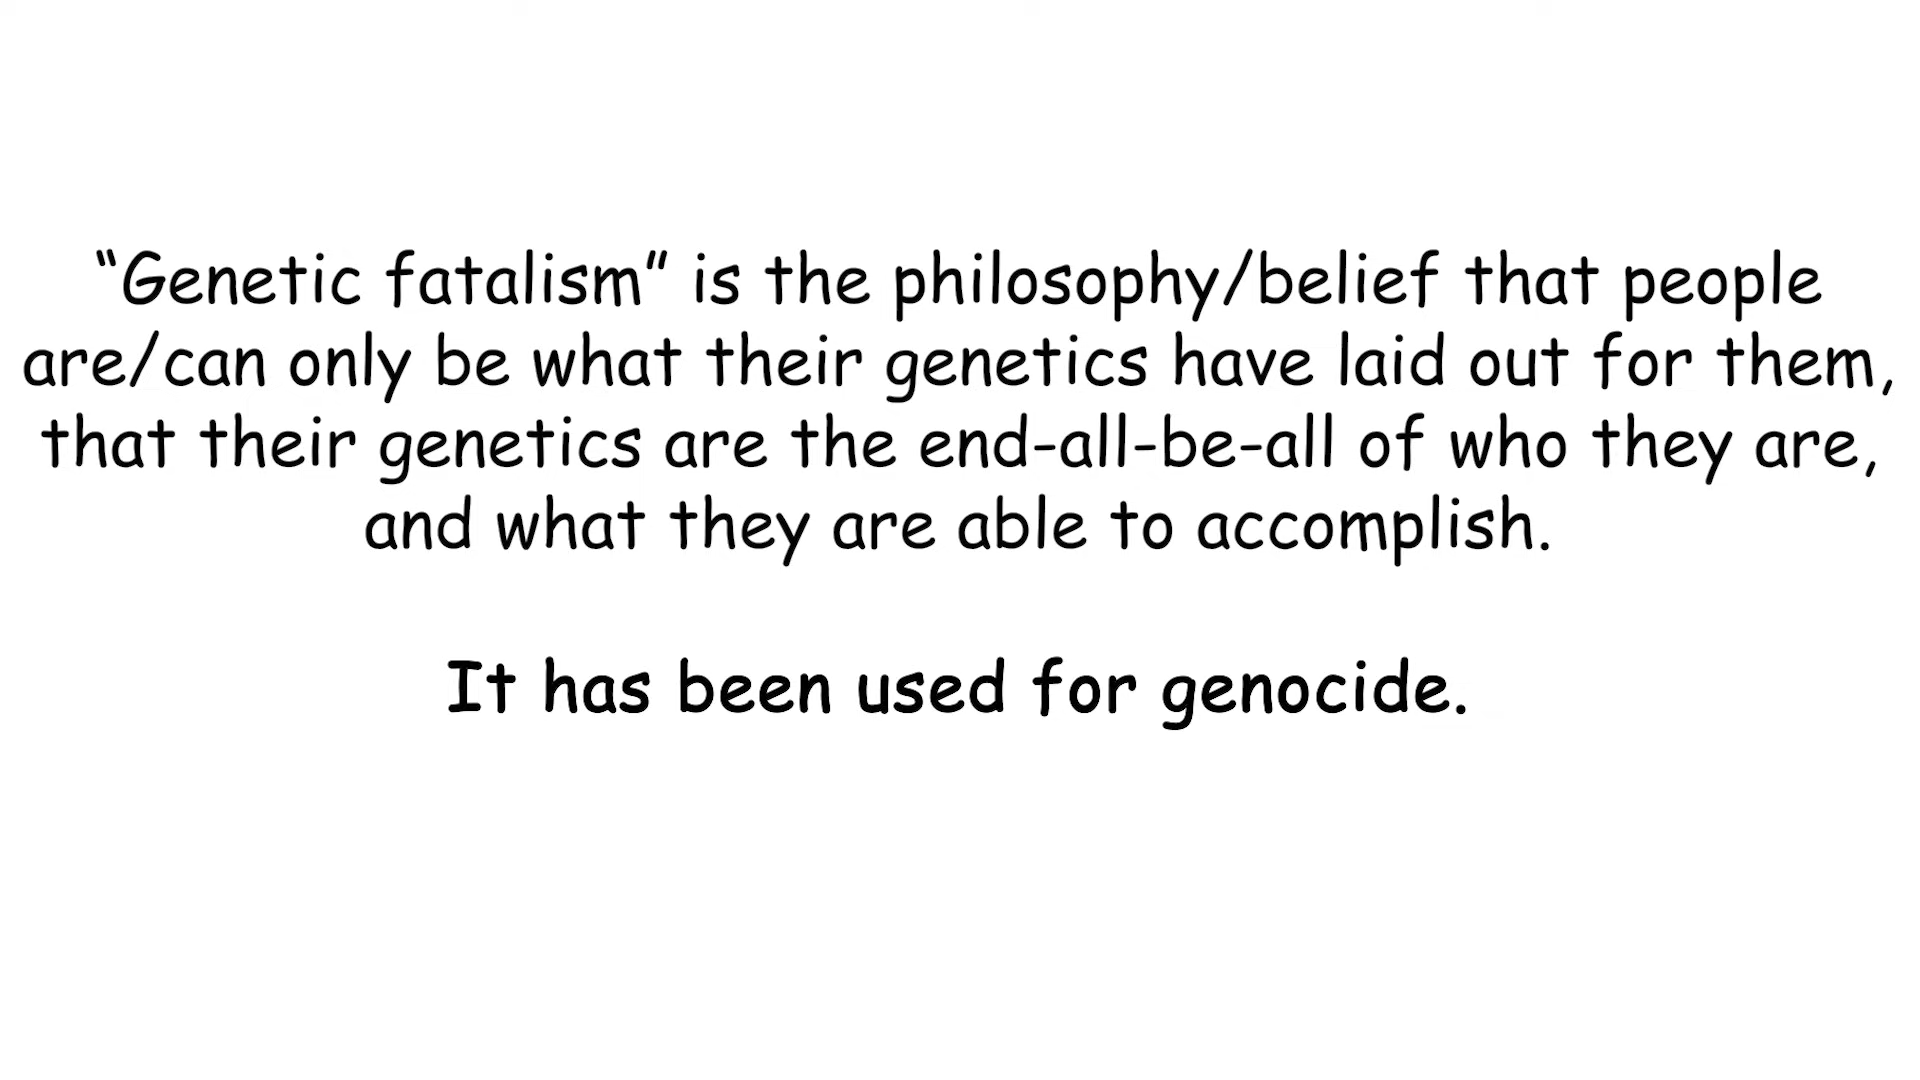 “Genetic fatalism” is the philosophy/belief that people
are/can only be what their genetics have laid out for them,
that their genetics are the end-all-be-all of who they are,
and what they are able to accomplish.
It has been used for genocide.